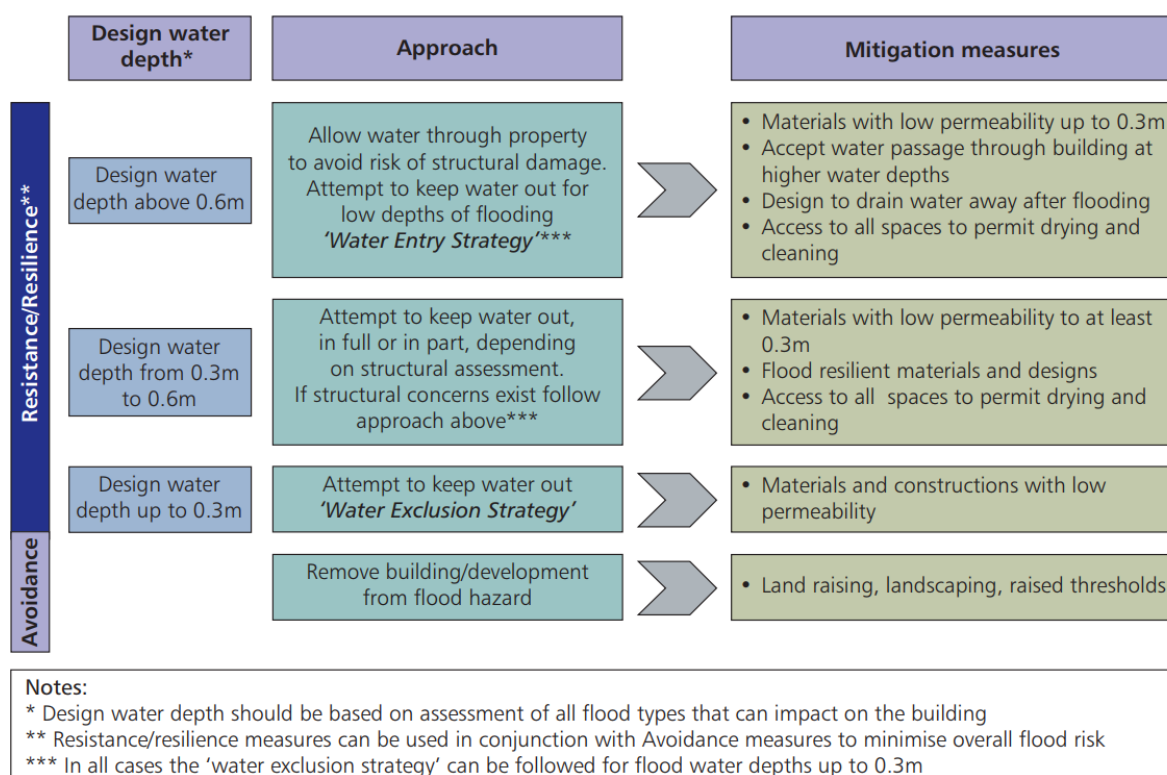 Design water
depth*
Approach
Mitigation measures
Resistance/Resilience**
Design water
depth above 0.6m
Allow water through property
to avoid risk of structural damage.
Attempt to keep water out for
low depths of flooding
‘Water Entry Strategy’***
• Materials with low permeability up to 0.3m
• Accept water passage through building at
higher water depths
• Design to drain water away after flooding
• Access to all spaces to permit drying and
cleaning
Design water
depth from 0.3m
to 0.6m
Attempt to keep water out,
in full or in part, depending
on structural assessment.
If structural concerns exist follow
approach above***
• Materials with low permeability to at least
0.3m
• Flood resilient materials and designs
• Access to all spaces to permit drying and
cleaning
Design water
depth up to 0.3m
Attempt to keep water out
‘Water Exclusion Strategy’
• Materials and constructions with low
permeability
Avoidance
Remove building/development
from flood hazard
• Land raising, landscaping, raised thresholds
Notes:
* Design water depth should be based on assessment of all flood types that can impact on the building
** Resistance/resilience measures can be used in conjunction with Avoidance measures to minimise overall flood risk
*** In all cases the ‘water exclusion strategy’ can be followed for flood water depths up to 0.3m